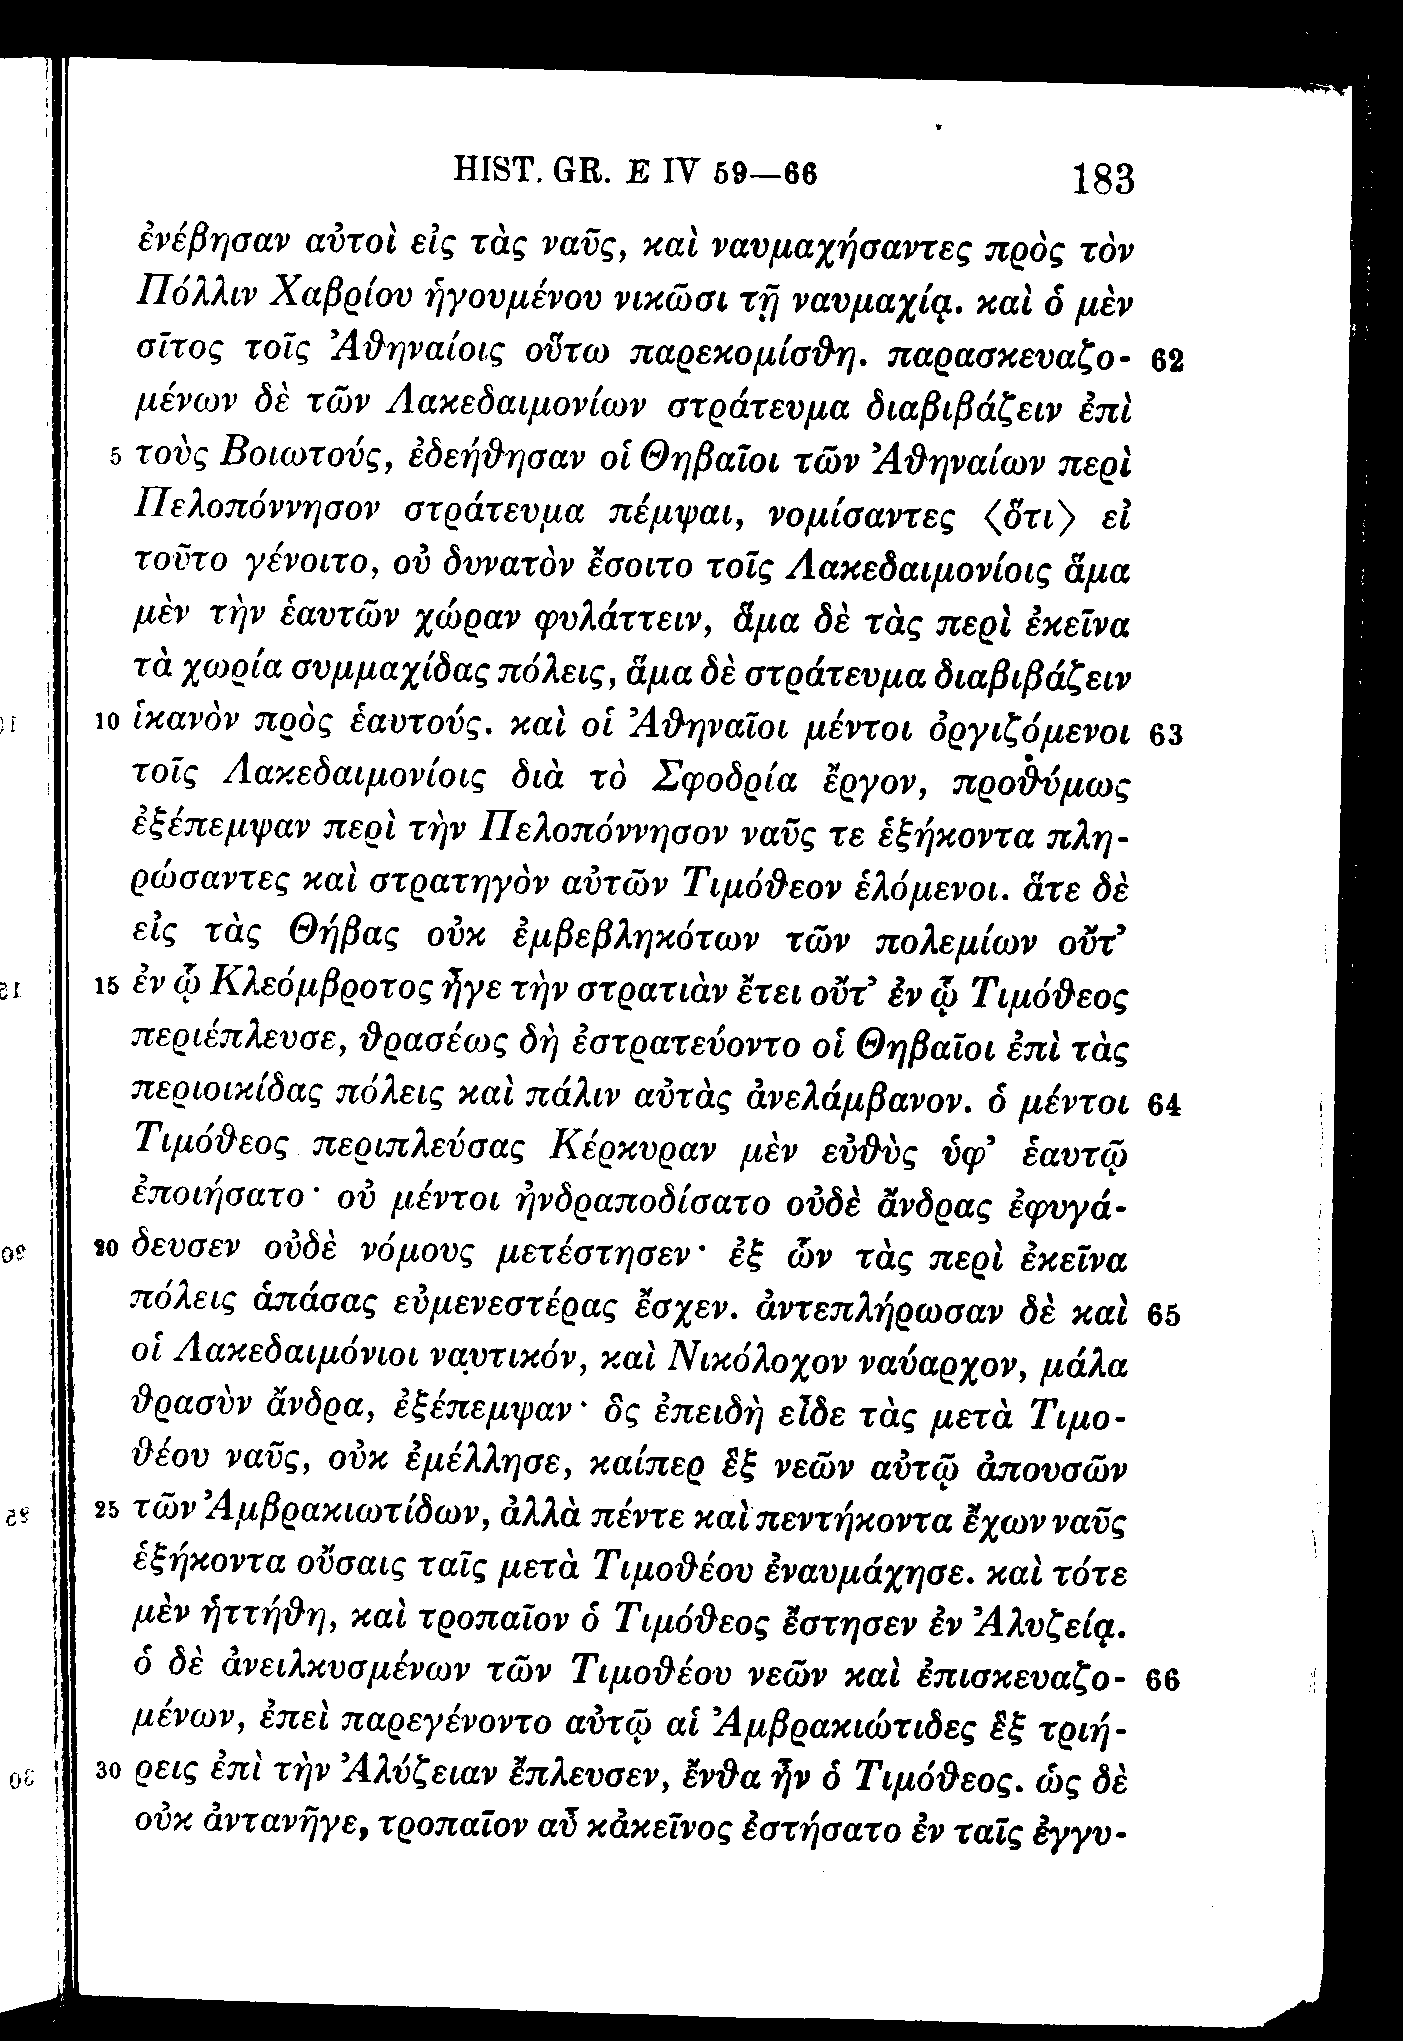 HIST. GR. E IV 59—66 183
ἐνέβησαν αὐτοὶ εἰς τὰς ναῦς, καὶ ναυμαχήσαντες πρὸς τὸν
Πόλλιν Χαβρίου ἡγουμένου νικῶσι τῇ ναυμαχίᾳ. καὶ ὁ μὲν
σῖτος τοῖς Ἀθηναίοις οὕτω παρεκομίσθη. παρασκευαζο- 62
μένων δὲ τῶν Λακεδαιμονίων στράτευμα διαβιβάζειν ἐπὶ
5 τοὺς Βοιωτούς, ἐδεήθησαν οἱ Θηβαῖοι τῶν Ἀθηναίων περὶ
Πελοπόννησον στράτευμα πέμψαι, νομίσαντες ⟨ὅτι⟩ εἰ
τοῦτο γένοιτο, οὐ δυνατὸν ἔσοιτο τοῖς Λακεδαιμονίοις ἅμα
μὲν τὴν ἑαυτῶν χώραν φυλάττειν, ἅμα δὲ τὰς περὶ ἐκεῖνα
τὰ χωρία συμμαχίδας πόλεις, ἅμα δὲ στράτευμα διαβιβάζειν
10 ἱκανὸν πρὸς ἑαυτούς. καὶ οἱ Ἀθηναῖοι μέντοι ὀργιζόμενοι 63
τοῖς Λακεδαιμονίοις διὰ τὸ Σφοδρία ἔργον, προθύμως
ἐξέπεμψαν περὶ τὴν Πελοπόννησον ναῦς τε ἑξήκοντα πλη-
ρώσαντες καὶ στρατηγὸν αὐτῶν Τιμόθεον ἑλόμενοι. ἅτε δὲ
εἰς τὰς Θήβας οὐκ ἐμβεβληκότων τῶν πολεμίων οὔτ’
15 ἐν ᾧ Κλεόμβροτος ἦγε τὴν στρατιὰν ἔτει οὔτ’ ἐν ᾧ Τιμόθεος
περιέπλευσε, θρασέως δὴ ἐστρατεύοντο οἱ Θηβαῖοι ἐπὶ τὰς
περιοικίδας πόλεις καὶ πάλιν αὐτὰς ἀνελάμβανον. ὁ μέντοι 64
Τιμόθεος περιπλεύσας Κέρκυραν μὲν εὐθὺς ὑφ’ ἑαυτῷ
ἐποιήσατο· οὐ μέντοι ἠνδραποδίσατο οὐδὲ ἄνδρας ἐφυγά-
20 δευσεν οὐδὲ νόμους μετέστησεν· ἐξ ὧν τὰς περὶ ἐκεῖνα
πόλεις ἁπάσας εὐμενεστέρας ἔσχεν. ἀντεπλήρωσαν δὲ καὶ 65
οἱ Λακεδαιμόνιοι ναυτικόν, καὶ Νικόλοχον ναύαρχον, μάλα
θρασὺν ἄνδρα, ἐξέπεμψαν· ὃς ἐπειδὴ εἶδε τὰς μετὰ Τιμο-
θέου ναῦς, οὐκ ἐμέλλησε, καίπερ ἓξ νεῶν αὐτῷ ἀπουσῶν
25 τῶν Ἀμβρακιωτίδων, ἀλλὰ πέντε καὶ πεντήκοντα ἔχων ναῦς
ἑξήκοντα οὔσαις ταῖς μετὰ Τιμοθέου ἐναυμάχησε. καὶ τότε
μὲν ἡττήθη, καὶ τροπαῖον ὁ Τιμόθεος ἔστησεν ἐν Ἀλυζείᾳ.
ὁ δὲ ἀνειλκυσμένων τῶν Τιμοθέου νεῶν καὶ ἐπισκευαζο- 66
μένων, ἐπεὶ παρεγένοντο αὐτῷ αἱ Ἀμβρακιώτιδες ἓξ τριή-
30 ρεις ἐπὶ τὴν Ἀλύζειαν ἔπλευσεν, ἔνθα ἦν ὁ Τιμόθεος. ὡς δὲ
οὐκ ἀντανῆγε, τροπαῖον αὖ κἀκεῖνος ἐστήσατο ἐν ταῖς ἐγγυ-